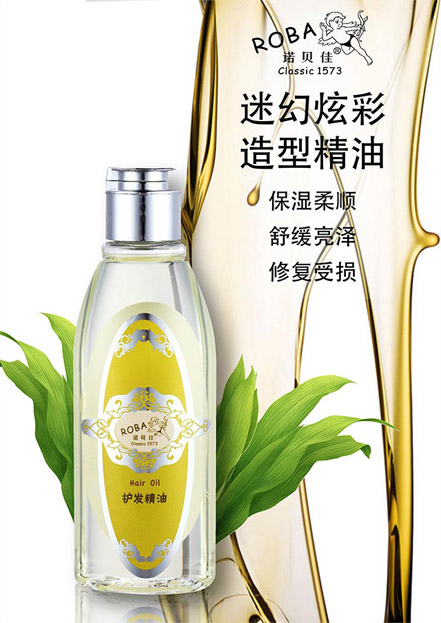 ROBA
®
诺贝佳
Classic 1573
迷幻炫彩
造型精油
保湿柔顺
舒缓亮泽
修复受损
ROBA
诺贝佳
Classic 1573
Hair Oil
护发精油